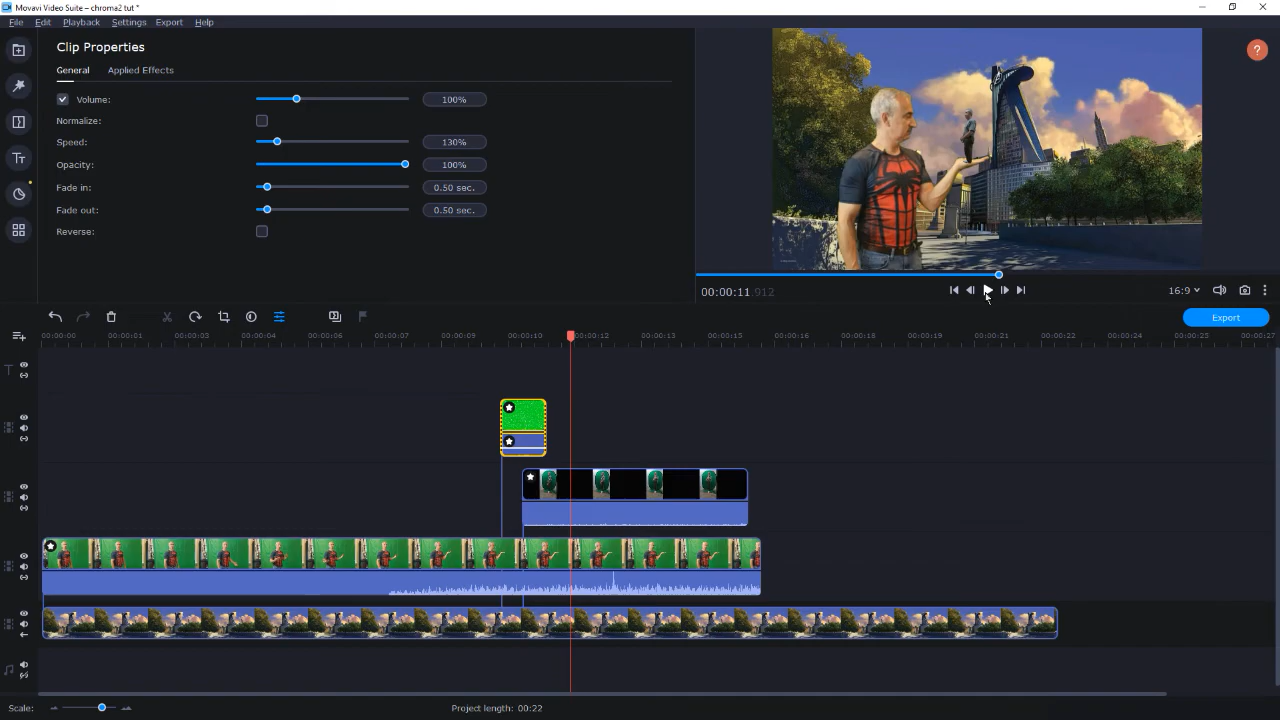 Movavi Video Suite – chroma2 tut *
File Edit Playback Settings Export Help
Clip Properties
General Applied Effects
Volume: 100%
Normalize:
Speed: 130%
Opacity: 100%
Fade in: 0.50 sec.
Fade out: 0.50 sec.
Reverse:
?
00:00:11.912
16:9
Export
00:00:00 00:00:01 00:00:03 00:00:04 00:00:06 00:00:07 00:00:09 00:00:10 00:00:12 00:00:13 00:00:15 00:00:16 00:00:18 00:00:19 00:00:21 00:00:22 00:00:24 00:00:25 00:00:27
Scale:
Project length: 00:22